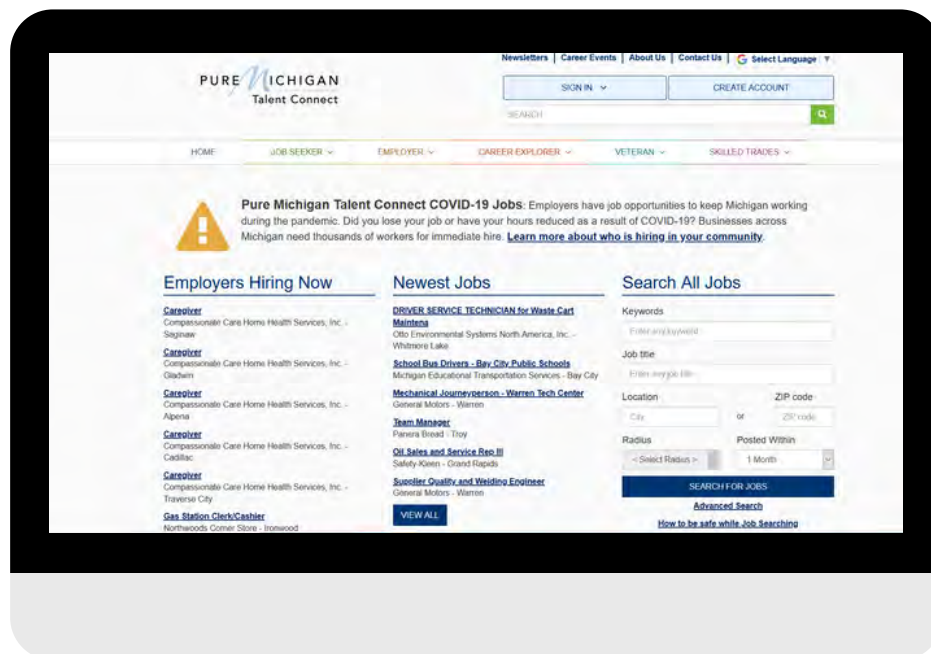 Newsletters | Career Events | About Us | Contact Us | G Select Language ▼
PURE MICHIGAN
Talent Connect
SIGN IN
CREATE ACCOUNT
SEARCH
HOME
JOB SEEKER
EMPLOYER
CAREER EXPLORER
VETERAN
SKILLED TRADES
Pure Michigan Talent Connect COVID-19 Jobs: Employers have job opportunities to keep Michigan working
during the pandemic. Did you lose your job or have your hours reduced as a result of COVID-19? Businesses across
Michigan need thousands of workers for immediate hire. Learn more about who is hiring in your community.
Employers Hiring Now
Caregiver
Compassionate Care Home Health Services, Inc. -
Saginaw
Caregiver
Compassionate Care Home Health Services, Inc. -
Gladwin
Caregiver
Compassionate Care Home Health Services, Inc. -
Alpena
Caregiver
Compassionate Care Home Health Services, Inc. -
Cadillac
Caregiver
Compassionate Care Home Health Services, Inc. -
Traverse City
Gas Station Clerk/Cashier
Northwoods Corner Store - Ironwood
Newest Jobs
DRIVER SERVICE TECHNICIAN for Waste Cart
Maintena
Otto Environmental Systems North America, Inc. -
Whitmore Lake
School Bus Drivers - Bay City Public Schools
Michigan Educational Transportation Services - Bay City
Mechanical Journeyperson - Warren Tech Center
General Motors - Warren
Team Manager
Panera Bread - Troy
Oil Sales and Service Rep III
Safety-Kleen - Grand Rapids
Supplier Quality and Welding Engineer
General Motors - Warren
VIEW ALL
Search All Jobs
Keywords
Enter any keyword
Job title
Enter any job title
Location
ZIP code
City
or
ZIP code
Radius
Posted Within
< Select Radius >
1 Month
SEARCH FOR JOBS
Advanced Search
How to be safe while Job Searching